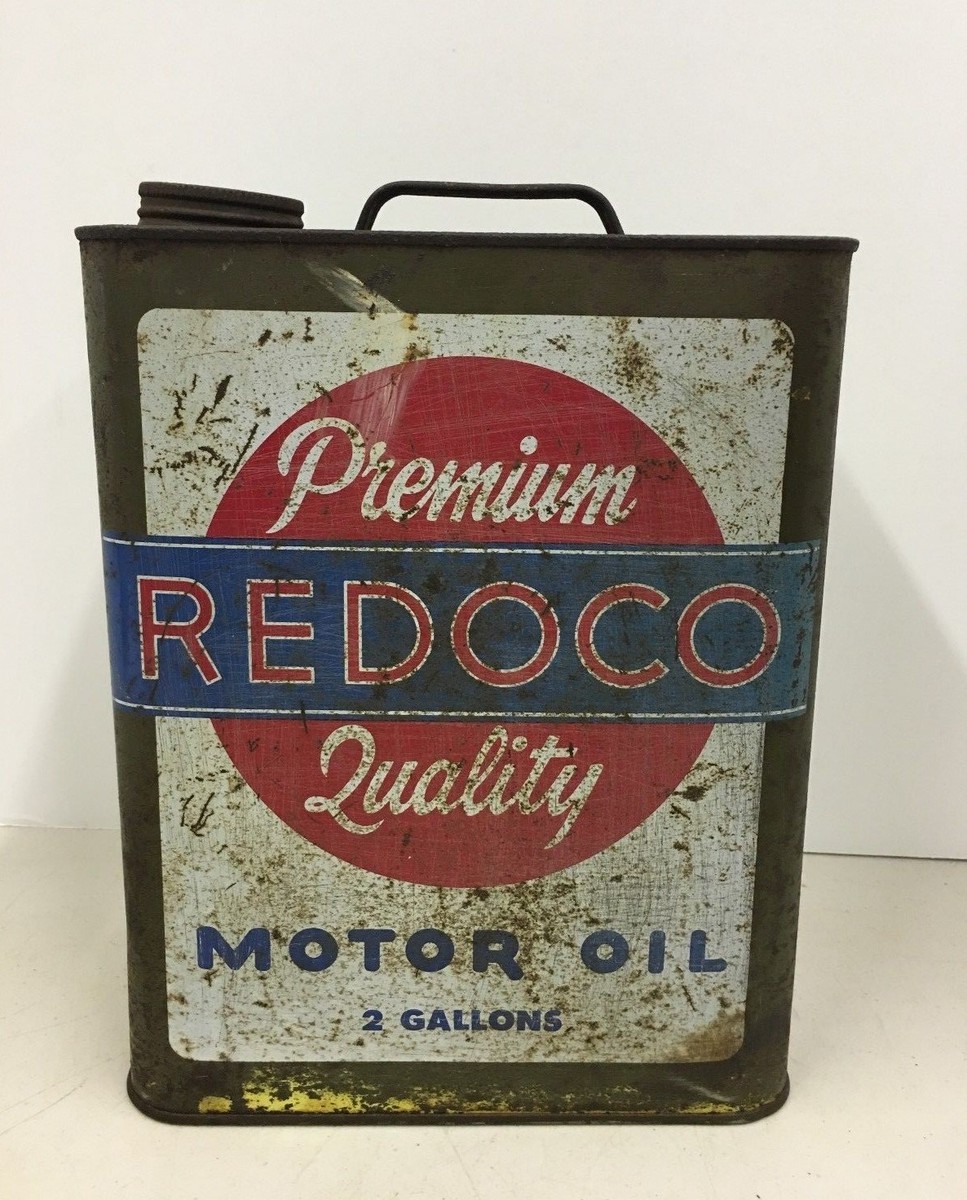 Premium
REDOCO
Quality
MOTOR OIL
2 GALLONS